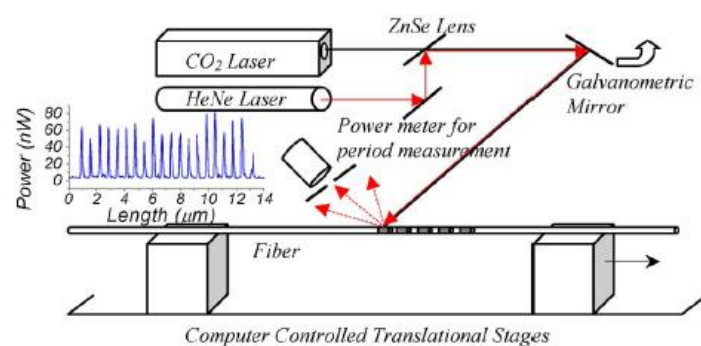 ZnSe Lens
CO2 Laser
HeNe Laser
Galvanometric
Mirror
Power meter for
period measurement
80
60
40
20
0
Power (nW)
0 2 4 6 8 10 12 14
Length (μm)
Fiber
Computer Controlled Translational Stages